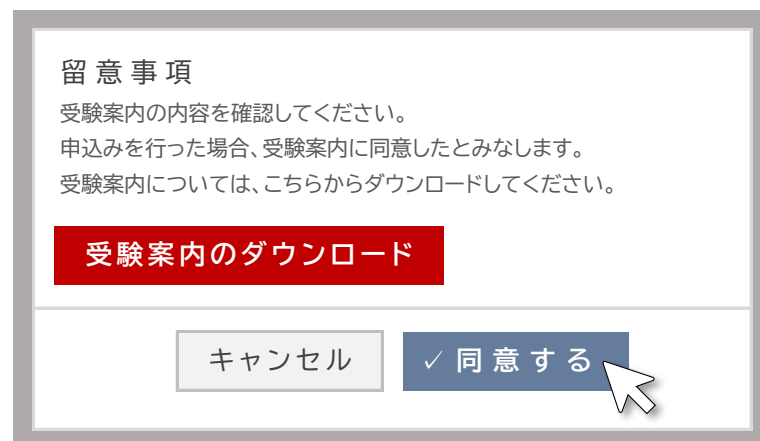 留意事項
受験案内の内容を確認してください。
申込みを行った場合、受験案内に同意したとみなします。
受験案内については、こちらからダウンロードしてください。
受験案内のダウンロード
キャンセル
✓同意する